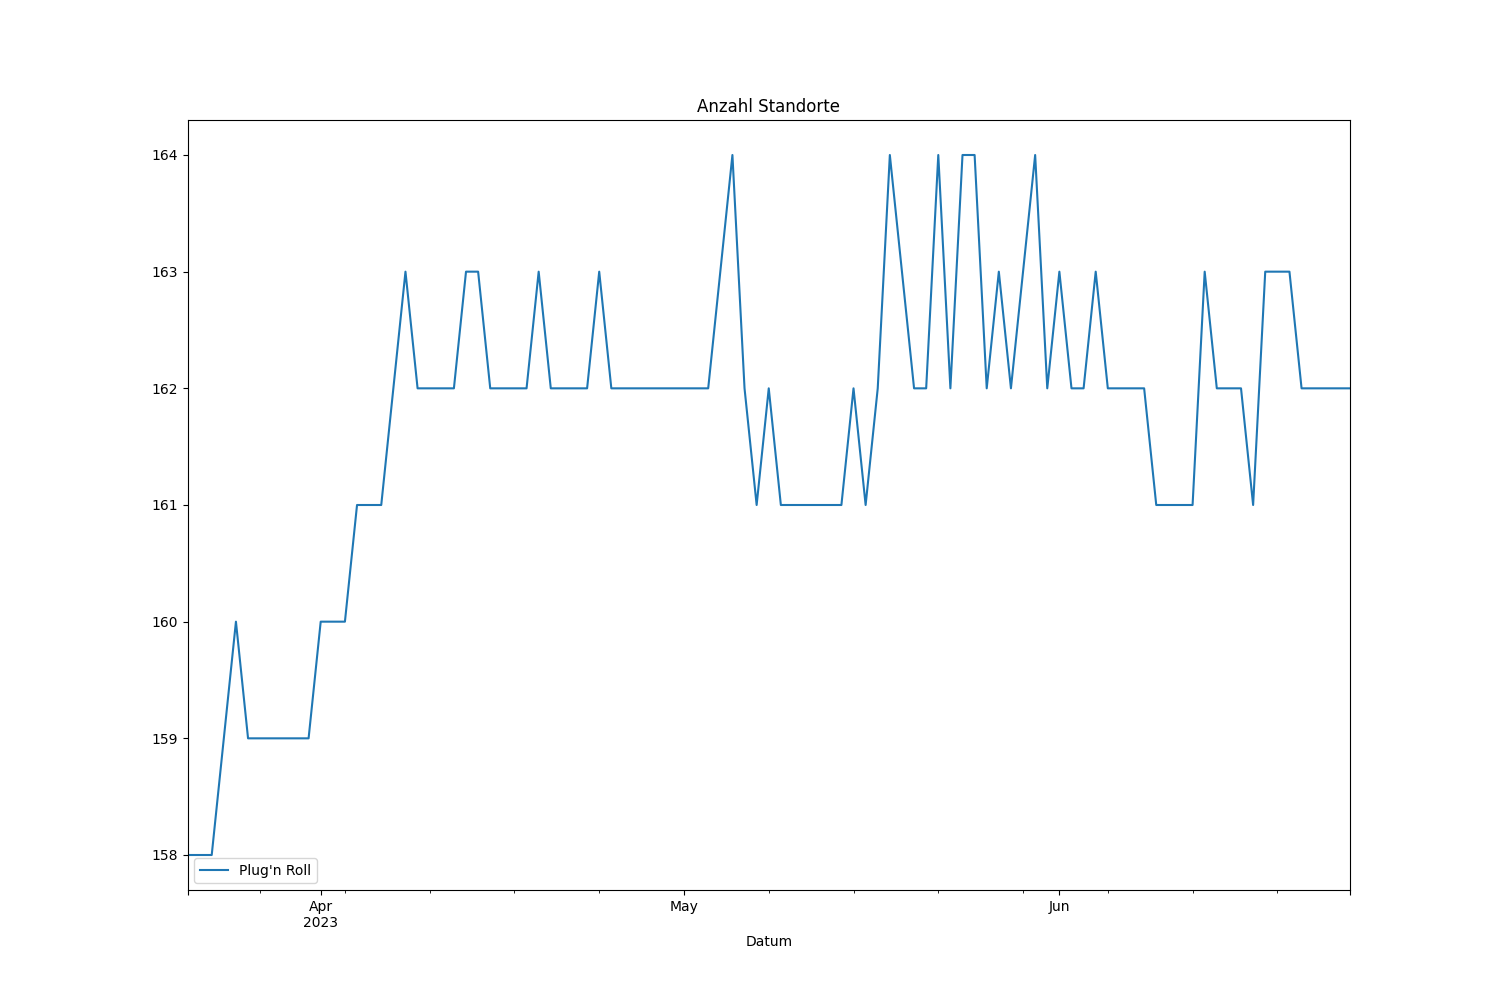 Anzahl Standorte
164
163
162
161
160
159
158
Plug'n Roll
Apr
2023
May
Jun
Datum